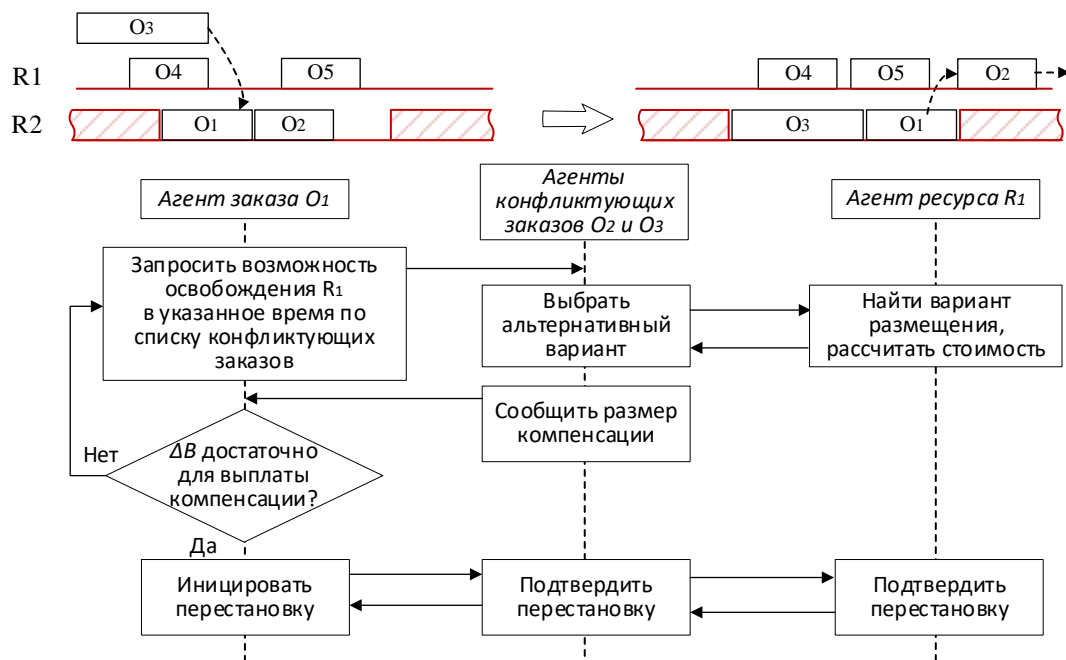 O3
O4
O5
R1
R2
O1
O2
O4
O5
O2
O3
O1
Агент заказа O1
Агенты
конфликтующих
заказов O2 и O3
Агент ресурса R1
Запросить возможность
освобождения R1
в указанное время по
списку конфликтующих
заказов
Выбрать
альтернативный
вариант
Найти вариант
размещения,
рассчитать стоимость
Сообщить размер
компенсации
Нет
ΔB достаточно
для выплаты
компенсации?
Да
Иницировать
перестановку
Подтвердить
перестановку
Подтвердить
перестановку